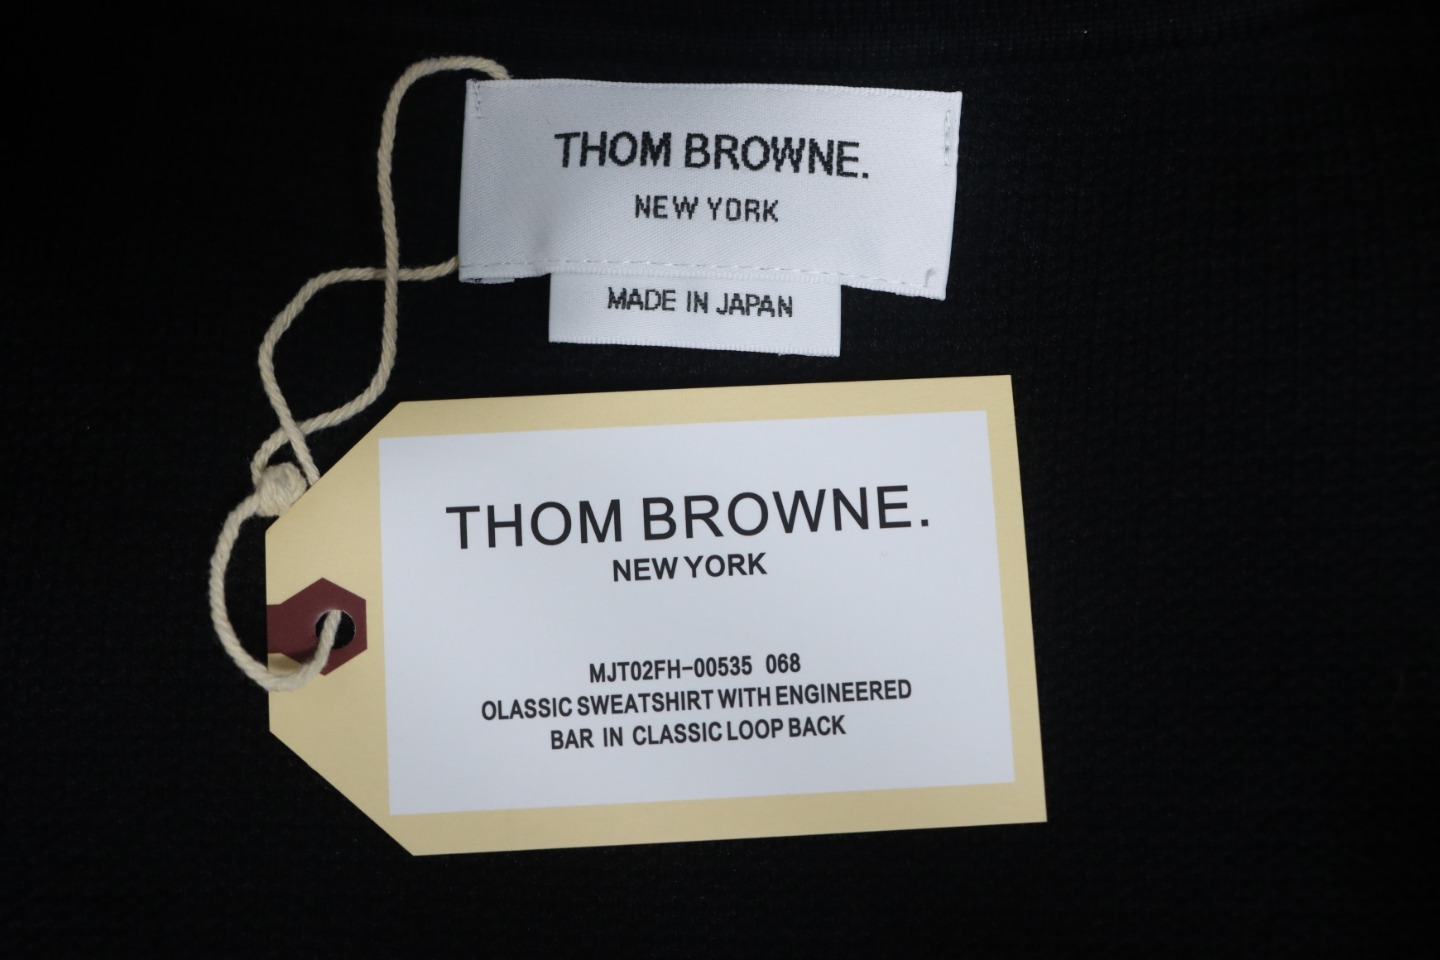 THOM BROWNE.
NEW YORK
MADE IN JAPAN
THOM BROWNE.
NEW YORK
MJT02FH-00535 068
OLASSIC SWEATSHIRT WITH ENGINEERED
BAR IN CLASSIC LOOP BACK